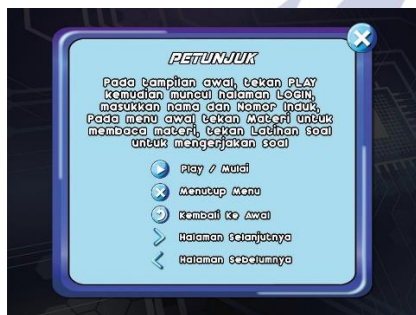 PETUNJUK
Pada tampilan awal, tekan PLAY
kemudian muncul halaman LOGIN,
masukkan nama dan Nomor Induk,
Pada menu awal tekan Materi untuk
membaca materi, tekan Latihan Soal
untuk mengerjakan soal
Play / Mulai
Menutup Menu
Kembali Ke Awal
Halaman Selanjutnya
Halaman Sebelumnya